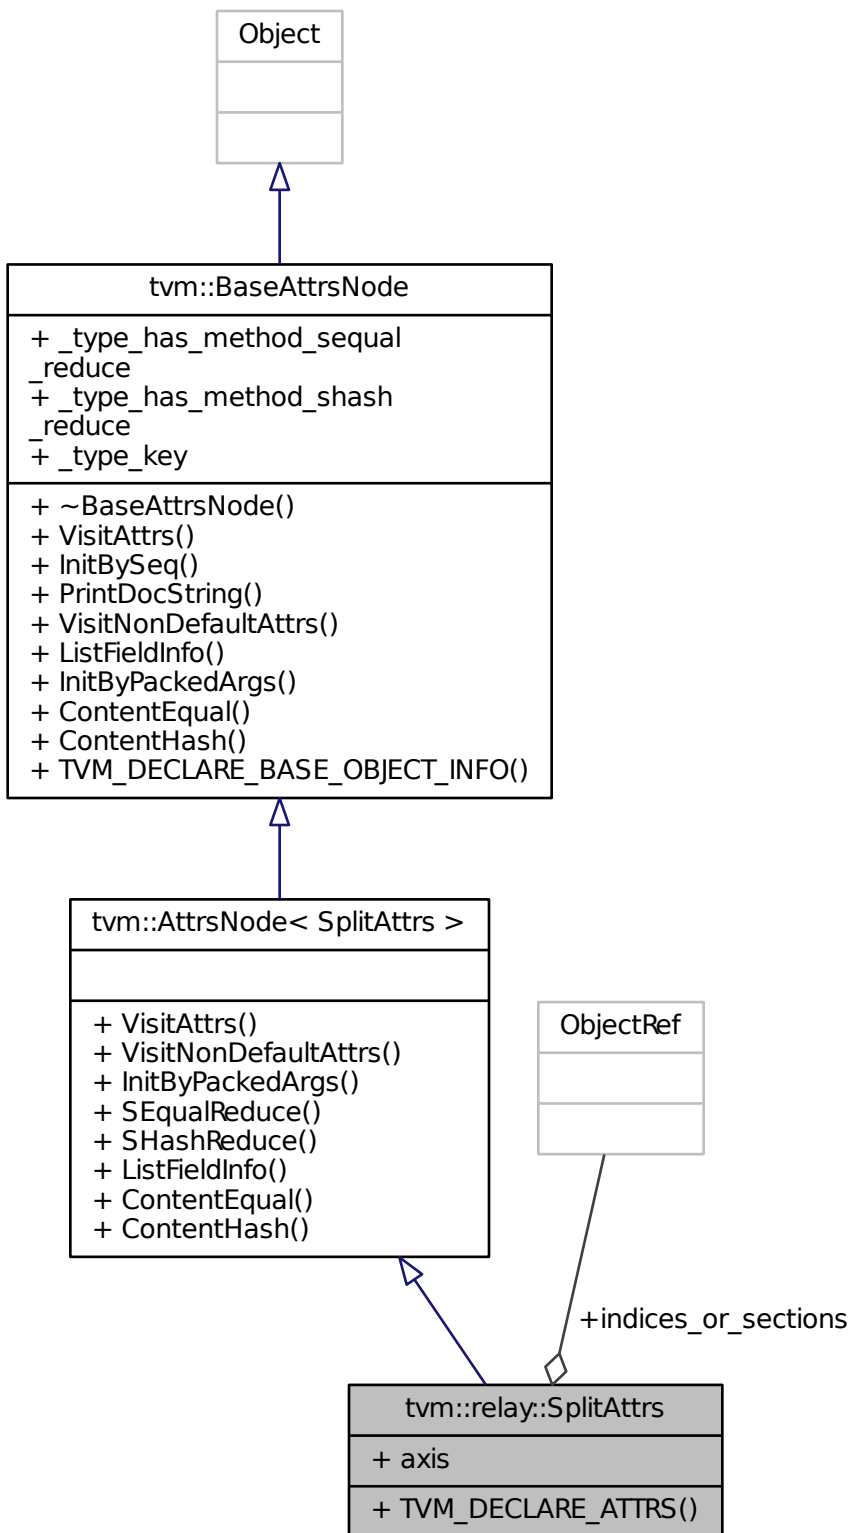 Object
tvm::BaseAttrsNode
+ _type_has_method_sequal
_reduce
+ _type_has_method_shash
_reduce
+ _type_key
+ ~BaseAttrsNode()
+ VisitAttrs()
+ InitBySeq()
+ PrintDocString()
+ VisitNonDefaultAttrs()
+ ListFieldInfo()
+ InitByPackedArgs()
+ ContentEqual()
+ ContentHash()
+ TVM_DECLARE_BASE_OBJECT_INFO()
tvm::AttrsNode< SplitAttrs >
+ VisitAttrs()
+ VisitNonDefaultAttrs()
+ InitByPackedArgs()
+ SEqualReduce()
+ SHashReduce()
+ ListFieldInfo()
+ ContentEqual()
+ ContentHash()
ObjectRef
+indices_or_sections
tvm::relay::SplitAttrs
+ axis
+ TVM_DECLARE_ATTRS()